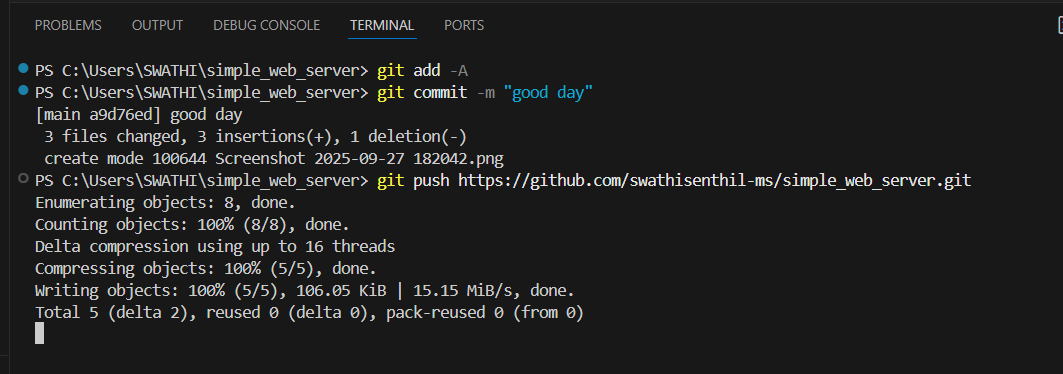 PROBLEMS OUTPUT DEBUG CONSOLE TERMINAL PORTS
PS C:\Users\SWATHI\simple_web_server> git add -A
PS C:\Users\SWATHI\simple_web_server> git commit -m "good day"
[main a9d76ed] good day
 3 files changed, 3 insertions(+), 1 deletion(-)
 create mode 100644 Screenshot 2025-09-27 182042.png
PS C:\Users\SWATHI\simple_web_server> git push https://github.com/swathisenthil-ms/simple_web_server.git
Enumerating objects: 8, done.
Counting objects: 100% (8/8), done.
Delta compression using up to 16 threads
Compressing objects: 100% (5/5), done.
Writing objects: 100% (5/5), 106.05 KiB | 15.15 MiB/s, done.
Total 5 (delta 2), reused 0 (delta 0), pack-reused 0 (from 0)